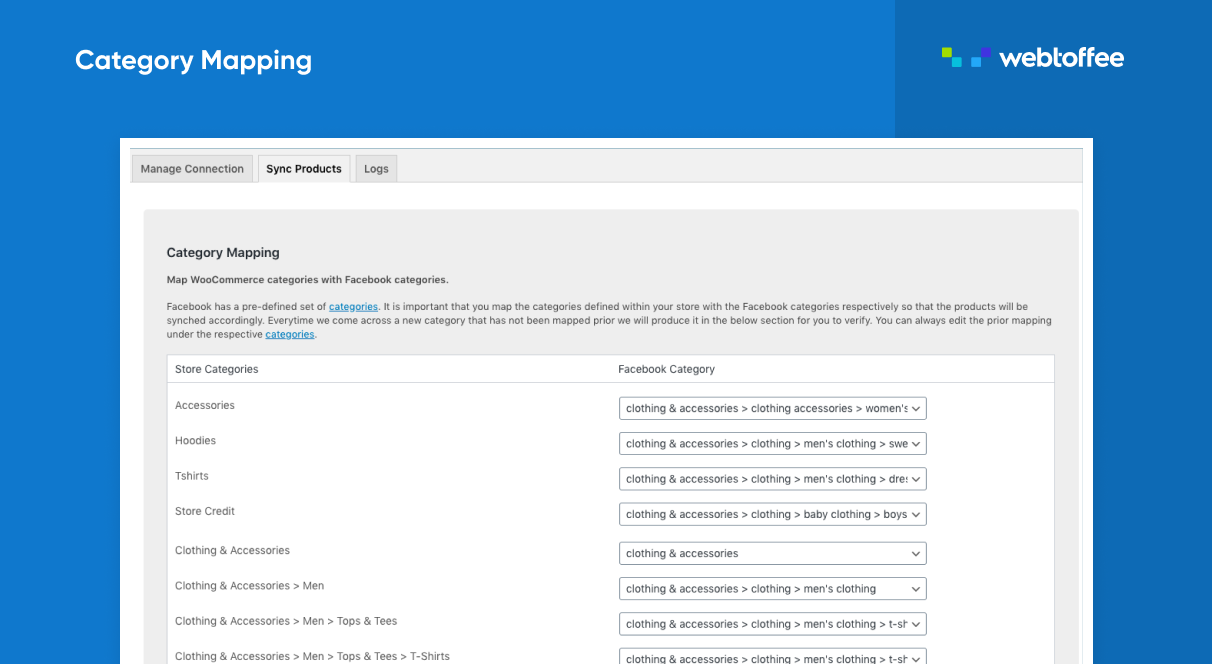 Category Mapping
webtoffee
Manage Connection Sync Products Logs
Category Mapping
Map WooCommerce categories with Facebook categories.
Facebook has a pre-defined set of categories. It is important that you map the categories defined within your store with the Facebook categories respectively so that the products will be
synched accordingly. Everytime we come across a new category that has not been mapped prior we will produce it in the below section for you to verify. You can always edit the prior mapping
under the respective categories.
Store Categories Facebook Category
Accessories clothing & accessories > clothing accessories > women's
Hoodies clothing & accessories > clothing > men's clothing > swe
Tshirts clothing & accessories > clothing > men's clothing > dres
Store Credit clothing & accessories > clothing > baby clothing > boys
Clothing & Accessories clothing & accessories
Clothing & Accessories > Men clothing & accessories > clothing > men's clothing
Clothing & Accessories > Men > Tops & Tees clothing & accessories > clothing > men's clothing > t-sh
Clothing & Accessories > Men > Tops & Tees > T-Shirts clothing & accessories > clothing > men's clothing > t-sh